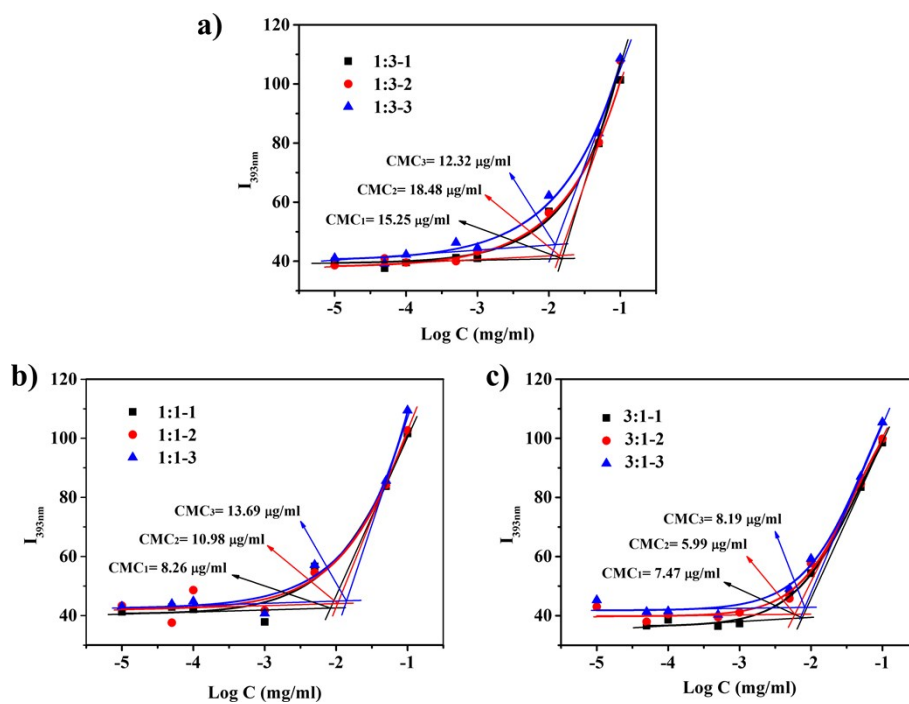 a)
120
100
80
60
40
I393nm
1:3-1
1:3-2
1:3-3
CMC₃= 12.32 μg/ml
CMC₂= 18.48 μg/ml
CMC₁= 15.25 μg/ml
-5 -4 -3 -2 -1
Log C (mg/ml)
b)
120
100
80
60
40
20
I393nm
1:1-1
1:1-2
1:1-3
CMC₃= 13.69 μg/ml
CMC₂= 10.98 μg/ml
CMC₁= 8.26 μg/ml
-5 -4 -3 -2 -1
Log C (mg/ml)
c)
120
100
80
60
40
20
I393nm
3:1-1
3:1-2
3:1-3
CMC₃= 8.19 μg/ml
CMC₂= 5.99 μg/ml
CMC₁= 7.47 μg/ml
-5 -4 -3 -2 -1
Log C (mg/ml)